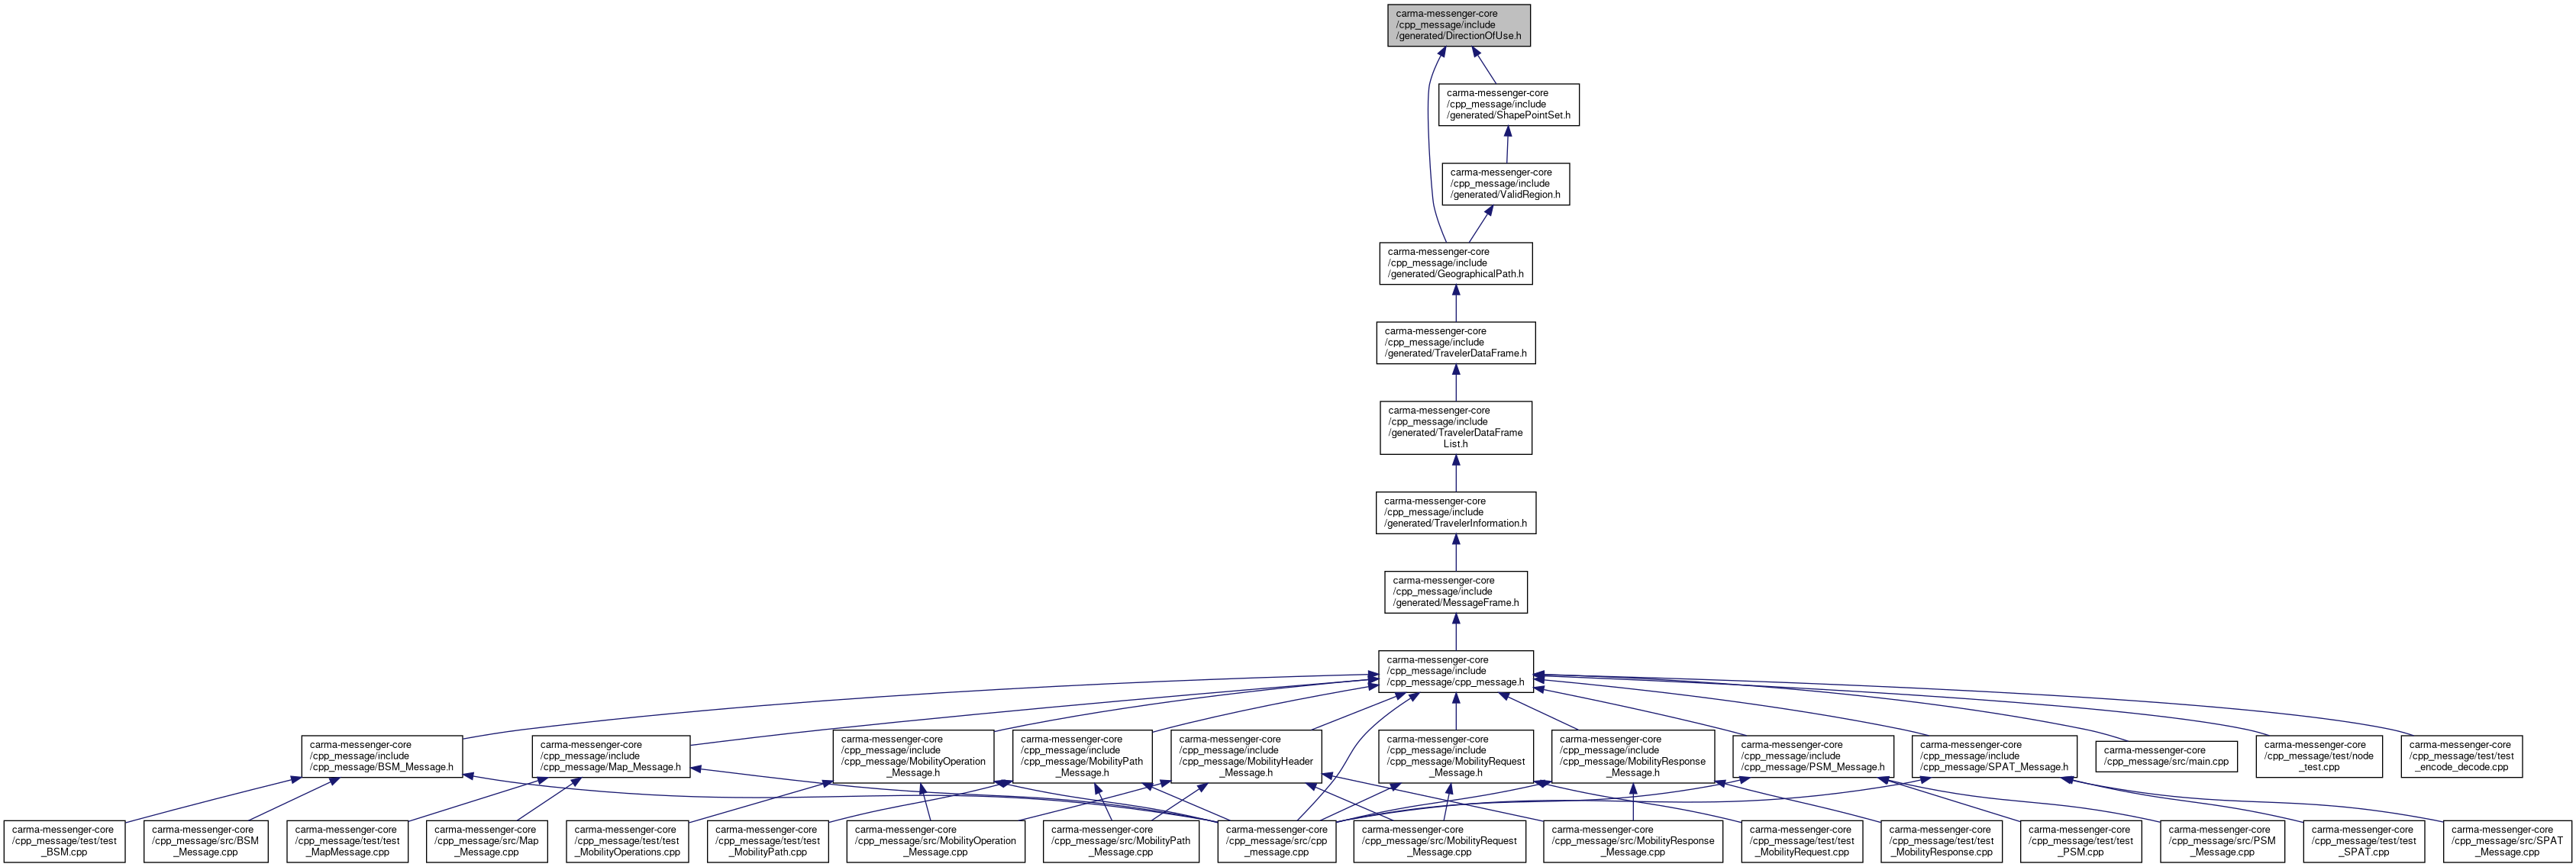 carma-messenger-core
/cpp_message/include
/generated/DirectionOfUse.h
carma-messenger-core
/cpp_message/include
/generated/ShapePointSet.h
carma-messenger-core
/cpp_message/include
/generated/ValidRegion.h
carma-messenger-core
/cpp_message/include
/generated/GeographicalPath.h
carma-messenger-core
/cpp_message/include
/generated/TravelerDataFrame.h
carma-messenger-core
/cpp_message/include
/generated/TravelerDataFrame
List.h
carma-messenger-core
/cpp_message/include
/generated/TravelerInformation.h
carma-messenger-core
/cpp_message/include
/generated/MessageFrame.h
carma-messenger-core
/cpp_message/include
/cpp_message/cpp_message.h
carma-messenger-core
/cpp_message/include
/cpp_message/BSM_Message.h
carma-messenger-core
/cpp_message/include
/cpp_message/Map_Message.h
carma-messenger-core
/cpp_message/include
/cpp_message/MobilityOperation
_Message.h
carma-messenger-core
/cpp_message/include
/cpp_message/MobilityPath
_Message.h
carma-messenger-core
/cpp_message/include
/cpp_message/MobilityHeader
_Message.h
carma-messenger-core
/cpp_message/include
/cpp_message/MobilityRequest
_Message.h
carma-messenger-core
/cpp_message/include
/cpp_message/MobilityResponse
_Message.h
carma-messenger-core
/cpp_message/include
/cpp_message/PSM_Message.h
carma-messenger-core
/cpp_message/include
/cpp_message/SPAT_Message.h
carma-messenger-core
/cpp_message/src/main.cpp
carma-messenger-core
/cpp_message/test/node
_test.cpp
carma-messenger-core
/cpp_message/test/test
_encode_decode.cpp
carma-messenger-core
/cpp_message/test/test
_BSM.cpp
carma-messenger-core
/cpp_message/src/BSM
_Message.cpp
carma-messenger-core
/cpp_message/test/test
_MapMessage.cpp
carma-messenger-core
/cpp_message/src/Map
_Message.cpp
carma-messenger-core
/cpp_message/test/test
_MobilityOperations.cpp
carma-messenger-core
/cpp_message/test/test
_MobilityPath.cpp
carma-messenger-core
/cpp_message/src/MobilityOperation
_Message.cpp
carma-messenger-core
/cpp_message/src/MobilityPath
_Message.cpp
carma-messenger-core
/cpp_message/src/cpp
_message.cpp
carma-messenger-core
/cpp_message/src/MobilityRequest
_Message.cpp
carma-messenger-core
/cpp_message/src/MobilityResponse
_Message.cpp
carma-messenger-core
/cpp_message/test/test
_MobilityRequest.cpp
carma-messenger-core
/cpp_message/test/test
_MobilityResponse.cpp
carma-messenger-core
/cpp_message/test/test
_PSM.cpp
carma-messenger-core
/cpp_message/src/PSM
_Message.cpp
carma-messenger-core
/cpp_message/test/test
_SPAT.cpp
carma-messenger-core
/cpp_message/src/SPAT
_Message.cpp